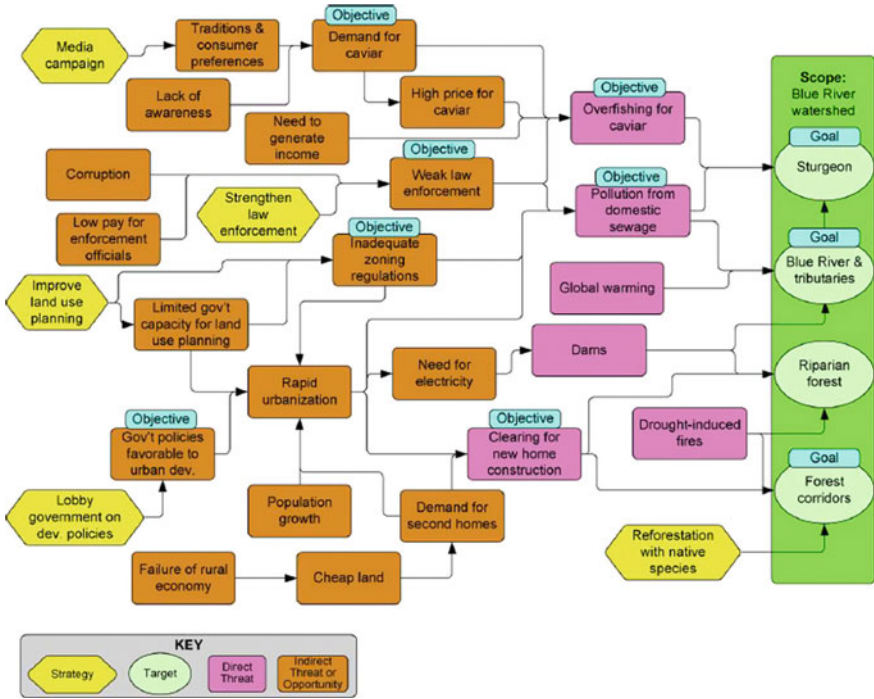 Objective
Media
campaign
Traditions &
consumer
preferences
Demand for
caviar
Lack of
awareness
High price for
caviar
Need to
generate
income
Objective
Overfishing for
caviar
Scope:
Blue River
watershed
Goal
Sturgeon
Corruption
Objective
Weak law
enforcement
Strengthen
law
enforcement
Low pay for
enforcement
officials
Objective
Pollution from
domestic
sewage
Objective
Inadequate
zoning
regulations
Goal
Blue River &
tributaries
Improve
land use
planning
Limited gov't
capacity for land
use planning
Global warming
Rapid
urbanization
Need for
electricity
Dams
Riparian
forest
Objective
Gov't policies
favorable to
urban dev.
Objective
Clearing for
new home
construction
Drought-induced
fires
Goal
Forest
corridors
Lobby
government on
dev. policies
Population
growth
Demand for
second homes
Reforestation
with native
species
Failure of rural
economy
Cheap land
KEY
Strategy
Target
Direct
Threat
Indirect
Threat or
Opportunity